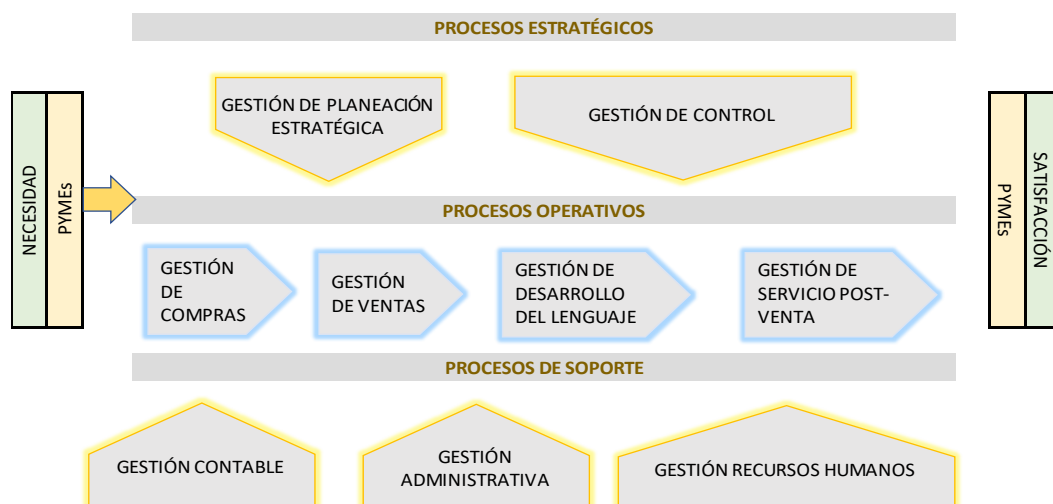 PROCESOS ESTRATÉGICOS
GESTIÓN DE PLANEACIÓN
ESTRATÉGICA
GESTIÓN DE CONTROL
NECESIDAD
PYMEs
PYMEs
SATISFACCIÓN
PROCESOS OPERATIVOS
GESTIÓN
DE
COMPRAS
GESTIÓN
DE VENTAS
GESTIÓN DE
DESARROLLO
DEL LENGUAJE
GESTIÓN DE
SERVICIO POST-
VENTA
PROCESOS DE SOPORTE
GESTIÓN CONTABLE
GESTIÓN
ADMINISTRATIVA
GESTIÓN RECURSOS HUMANOS